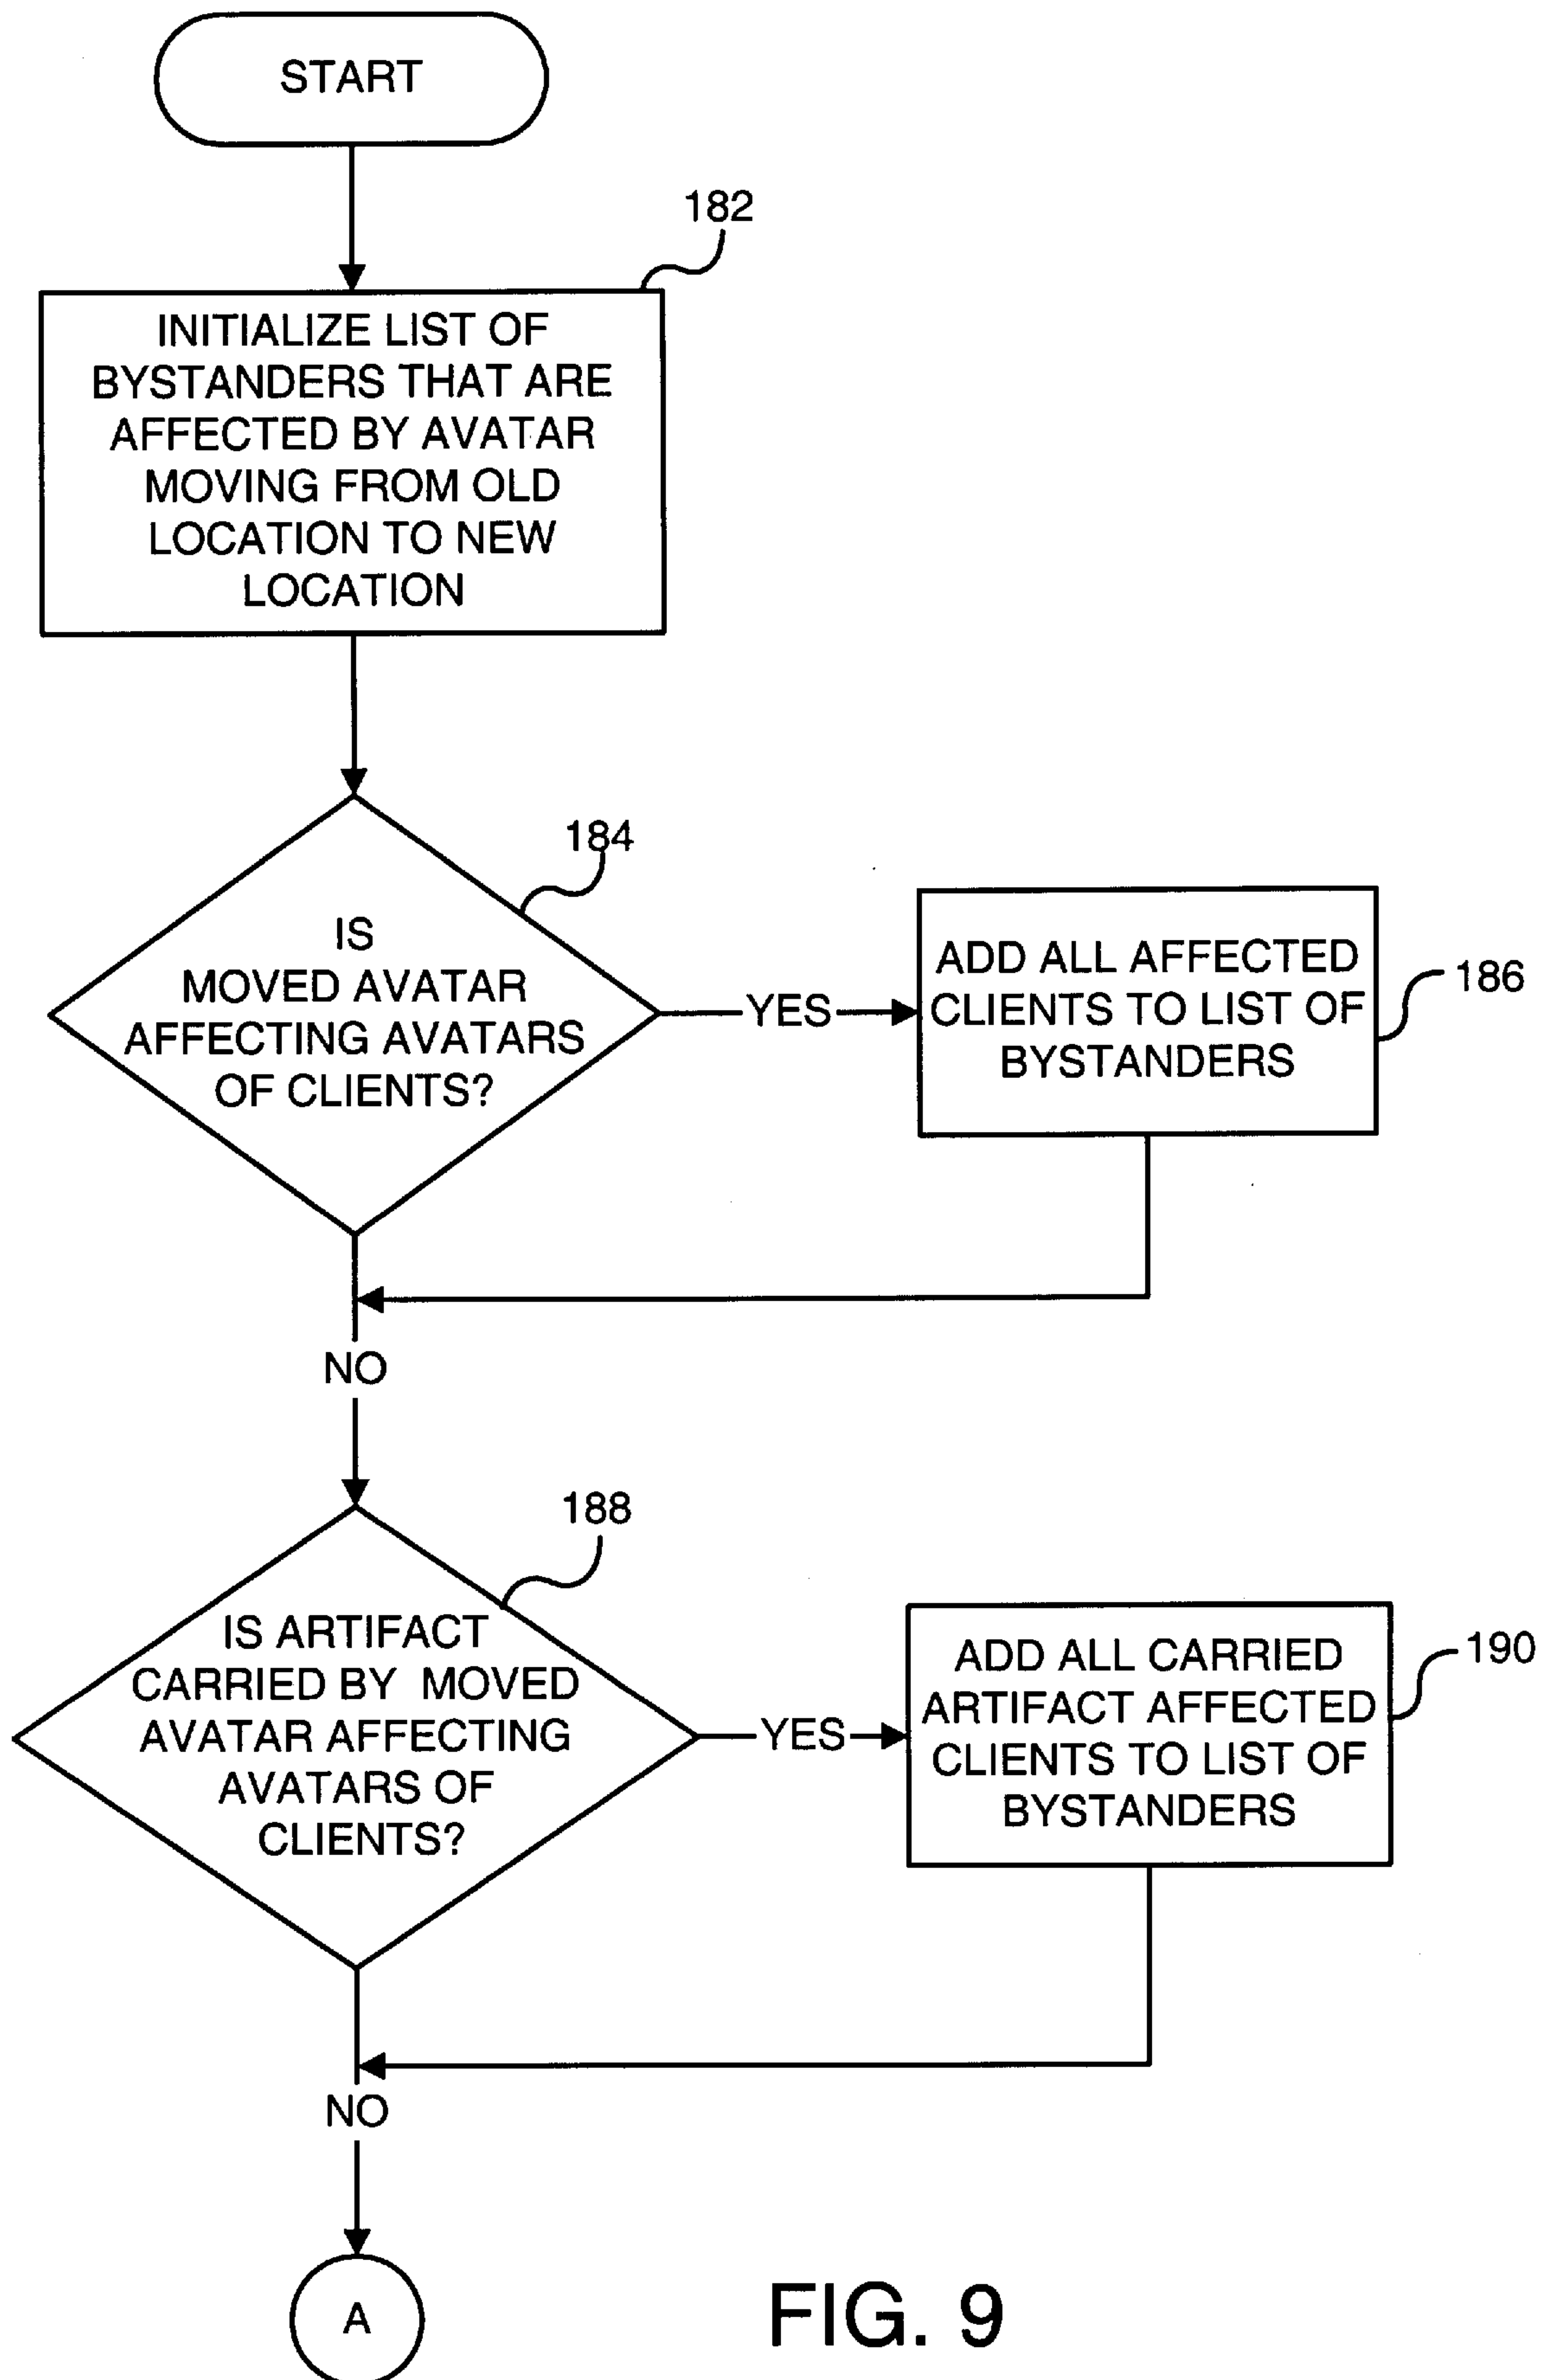 START
182
INITIALIZE LIST OF
BYSTANDERS THAT ARE
AFFECTED BY AVATAR
MOVING FROM OLD
LOCATION TO NEW
LOCATION
184
IS
MOVED AVATAR
AFFECTING AVATARS
OF CLIENTS?
YES
ADD ALL AFFECTED
CLIENTS TO LIST OF
BYSTANDERS
186
NO
188
IS ARTIFACT
CARRIED BY MOVED
AVATAR AFFECTING
AVATARS OF
CLIENTS?
YES
ADD ALL CARRIED
ARTIFACT AFFECTED
CLIENTS TO LIST OF
BYSTANDERS
190
NO
A
FIG. 9